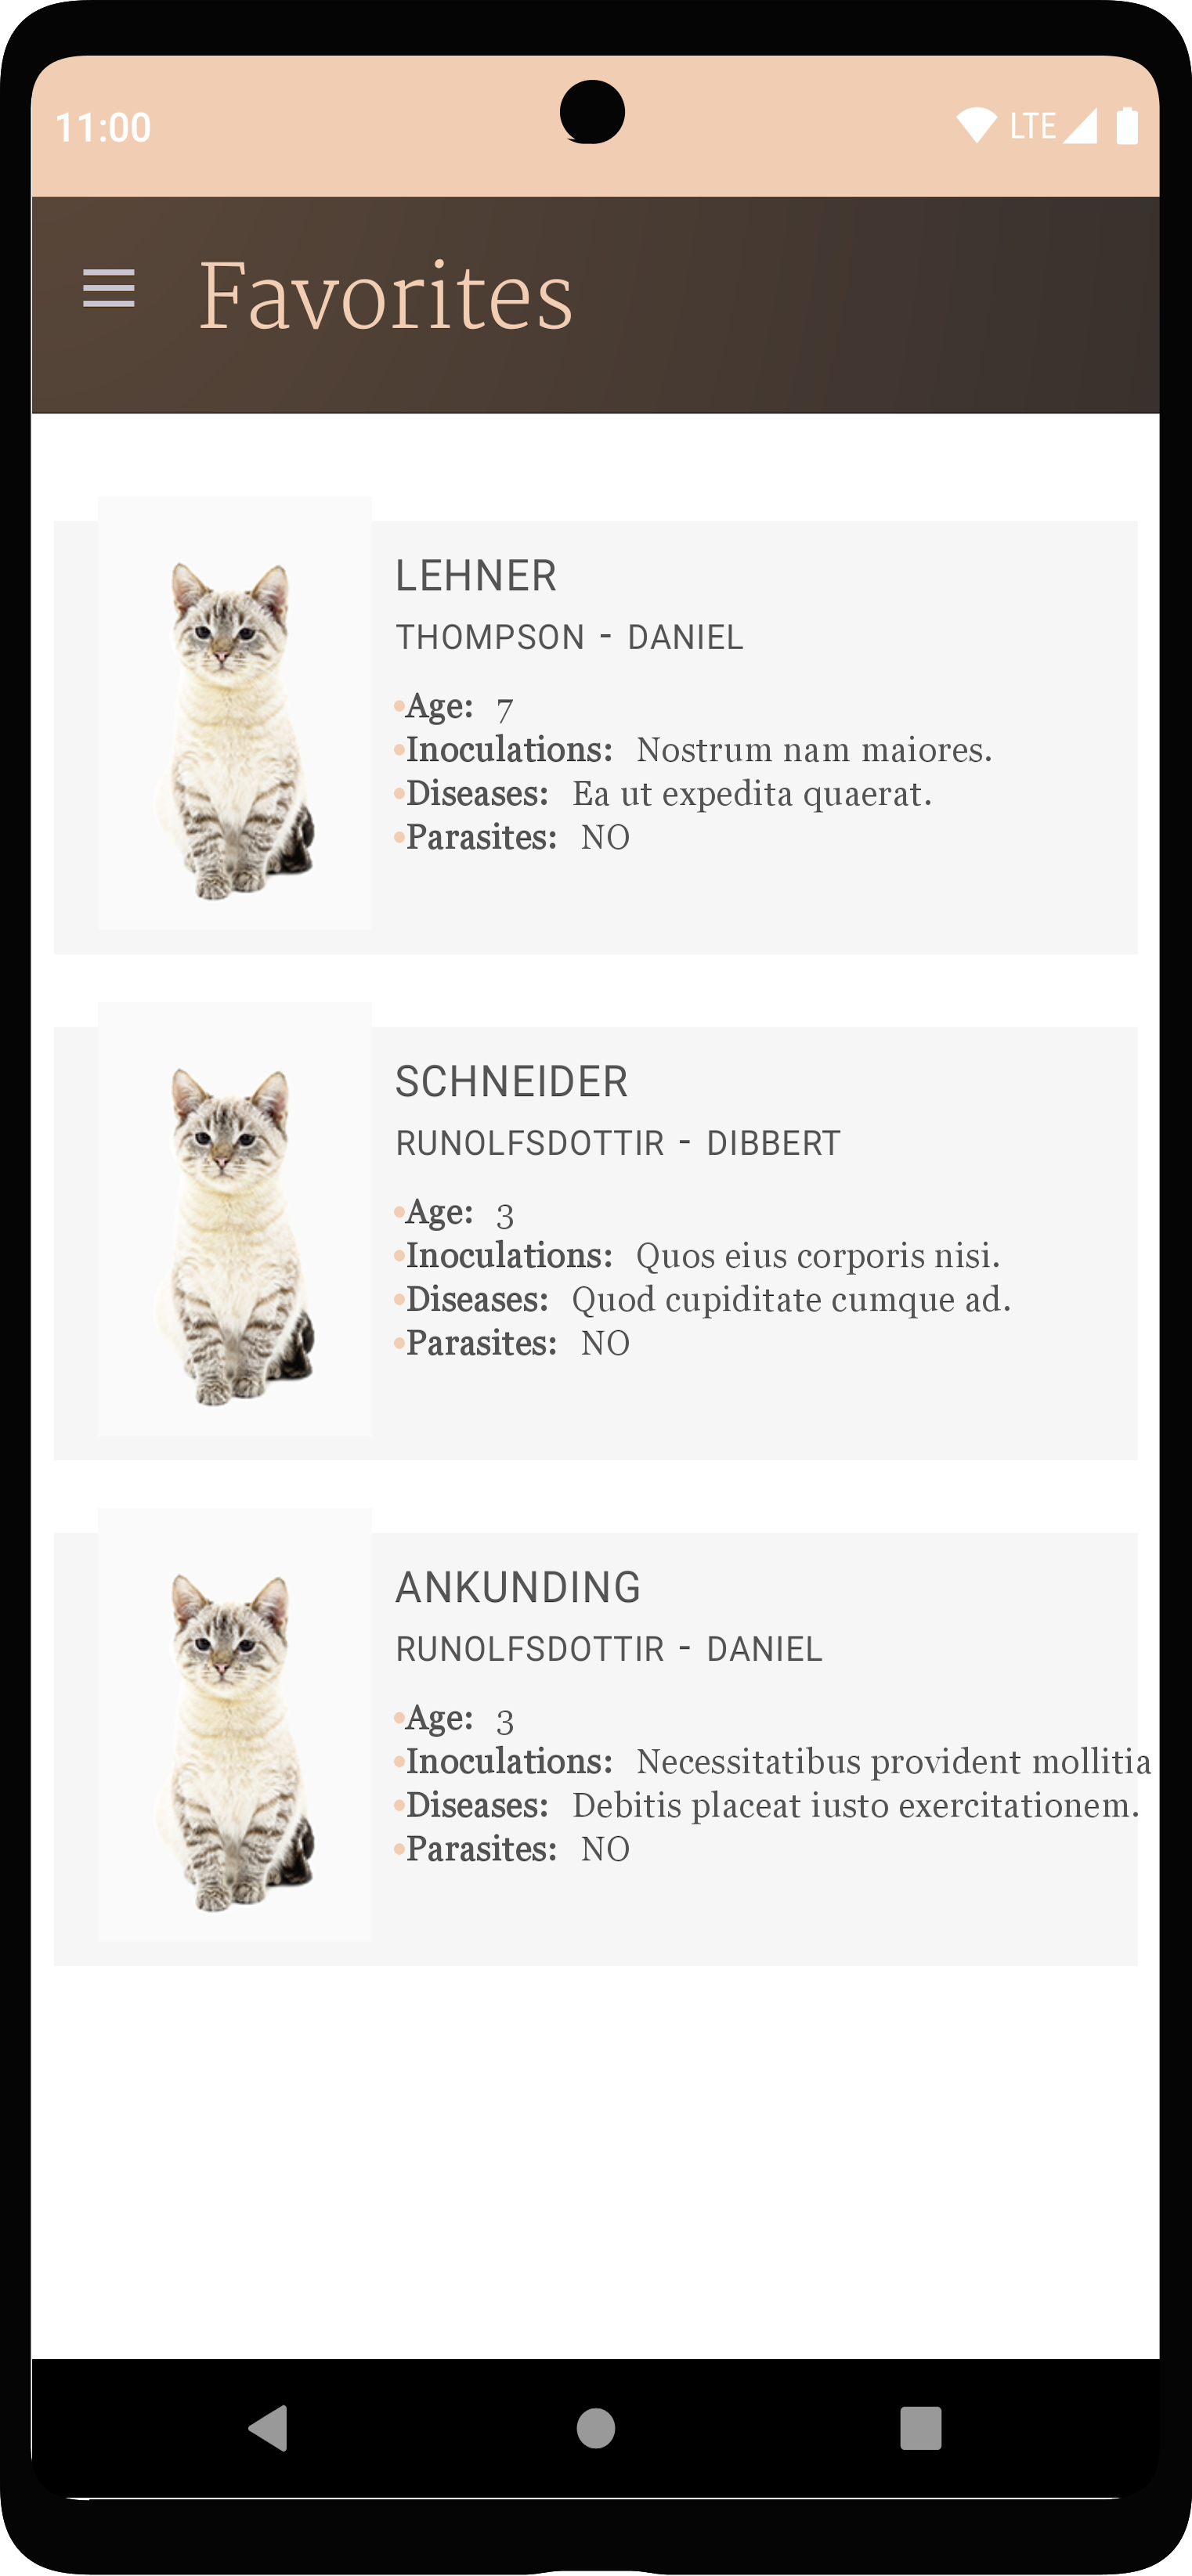 11:00
LTE
Favorites
LEHNER
THOMPSON - DANIEL
•Age: 7
•Inoculations: Nostrum nam maiores.
•Diseases: Ea ut expedita quaerat.
•Parasites: NO
SCHNEIDER
RUNOLFSDOTTIR - DIBBERT
•Age: 3
•Inoculations: Quos eius corporis nisi.
•Diseases: Quod cupiditate cumque ad.
•Parasites: NO
ANKUNDING
RUNOLFSDOTTIR - DANIEL
•Age: 3
•Inoculations: Necessitatibus provident mollitia
•Diseases: Debitis placeat iusto exercitationem.
•Parasites: NO